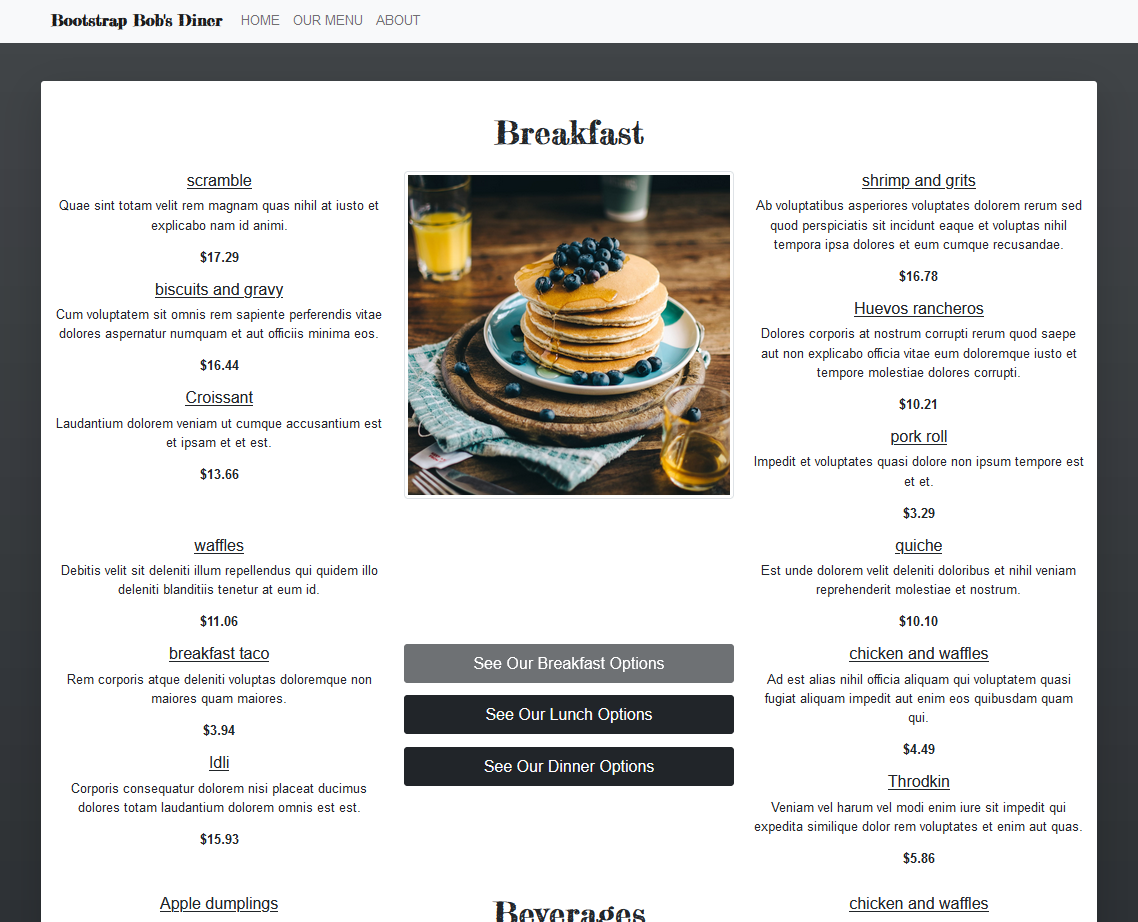 Bootstrap Bob's Diner HOME OUR MENU ABOUT
Breakfast
scramble
Quae sint totam velit rem magnam quas nihil at iusto et
explicabo nam id animi.
$17.29
biscuits and gravy
Cum voluptatem sit omnis rem sapiente perferendis vitae
dolores aspernatur numquam et aut officiis minima eos.
$16.44
Croissant
Laudantium dolorem veniam ut cumque accusantium est
et ipsam et et est.
$13.66
shrimp and grits
Ab voluptatibus asperiores voluptates dolorem rerum sed
quod perspiciatis sit incidunt eaque et voluptas nihil
tempora ipsa dolores et eum cumque recusandae.
$16.78
Huevos rancheros
Dolores corporis at nostrum corrupti rerum quod saepe
aut non explicabo officia vitae eum doloremque iusto et
tempore molestiae dolores corrupti.
$10.21
pork roll
Impedit et voluptates quasi dolore non ipsum tempore est
et et.
$3.29
waffles
Debitis velit sit deleniti illum repellendus qui quidem illo
deleniti blanditiis tenetur at eum id.
$11.06
breakfast taco
Rem corporis atque deleniti voluptas doloremque non
maiores quam maiores.
$3.94
Idli
Corporis consequatur dolorem nisi placeat ducimus
dolores totam laudantium dolorem omnis est est.
$15.93
See Our Breakfast Options
See Our Lunch Options
See Our Dinner Options
quiche
Est unde dolorem velit deleniti doloribus et nihil veniam
reprehenderit molestiae et nostrum.
$10.10
chicken and waffles
Ad est alias nihil officia aliquam qui voluptatem quasi
fugiat aliquam impedit aut enim eos quibusdam quam
qui.
$4.49
Throdkin
Veniam vel harum vel modi enim iure sit impedit qui
expedita similique dolor rem voluptates et enim aut quas.
$5.86
Apple dumplings
Beverages
chicken and waffles